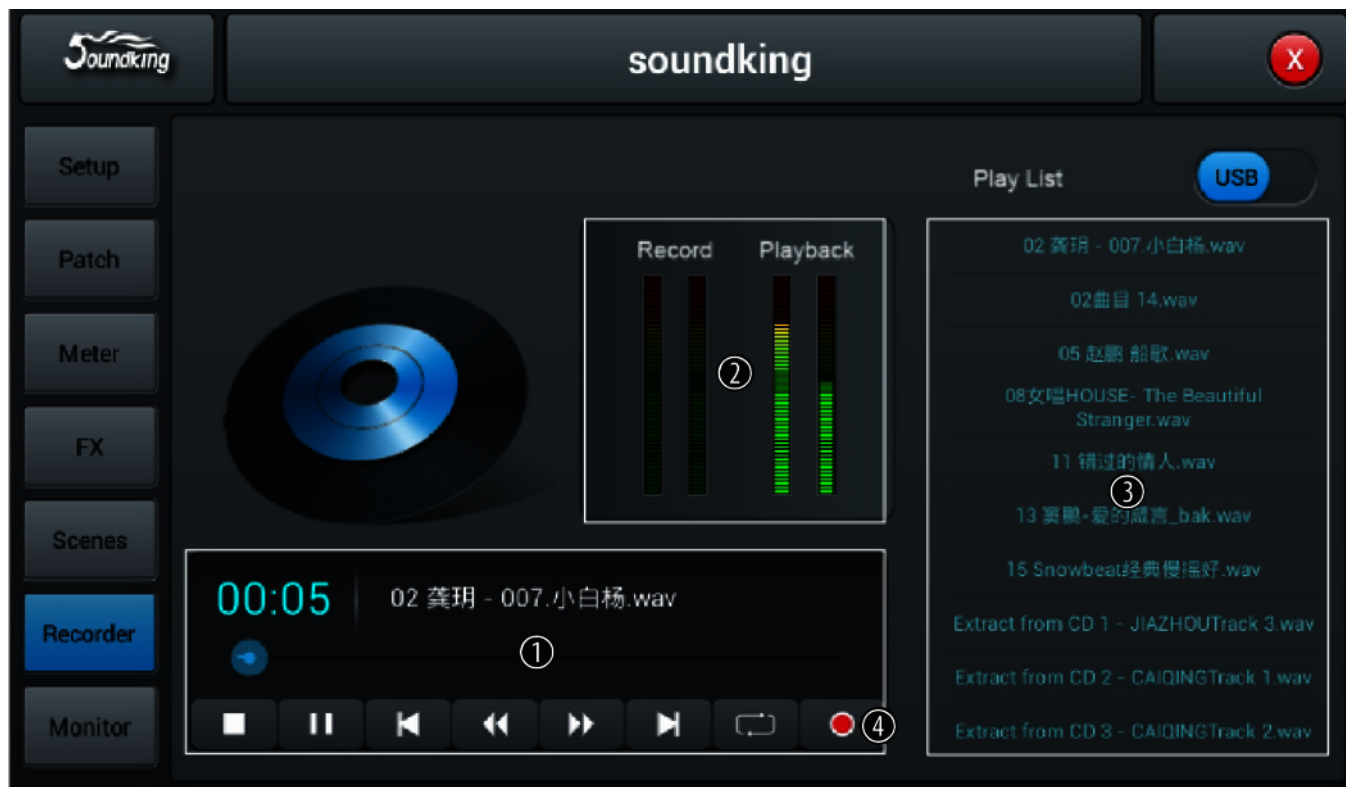 Soundking
soundking
X
Setup
Patch
Meter
FX
Scenes
Recorder
Monitor
Play List
USB
Record
Playback
②
02 龚玥 - 007.小白杨.wav
02曲目 14.wav
05 赵鹏 船歌.wav
08女唱HOUSE- The Beautiful
Stranger.wav
11 错过的情人.wav
③
13 窦鹏-爱的箴言_bak.wav
15 Snowbeat经典慢摇好.wav
Extract from CD 1 - JIAZHOUTrack 3.wav
Extract from CD 2 - CAIQINGTrack 1.wav
Extract from CD 3 - CAIQINGTrack 2.wav
00:05
02 龚玥 - 007.小白杨.wav
①
④